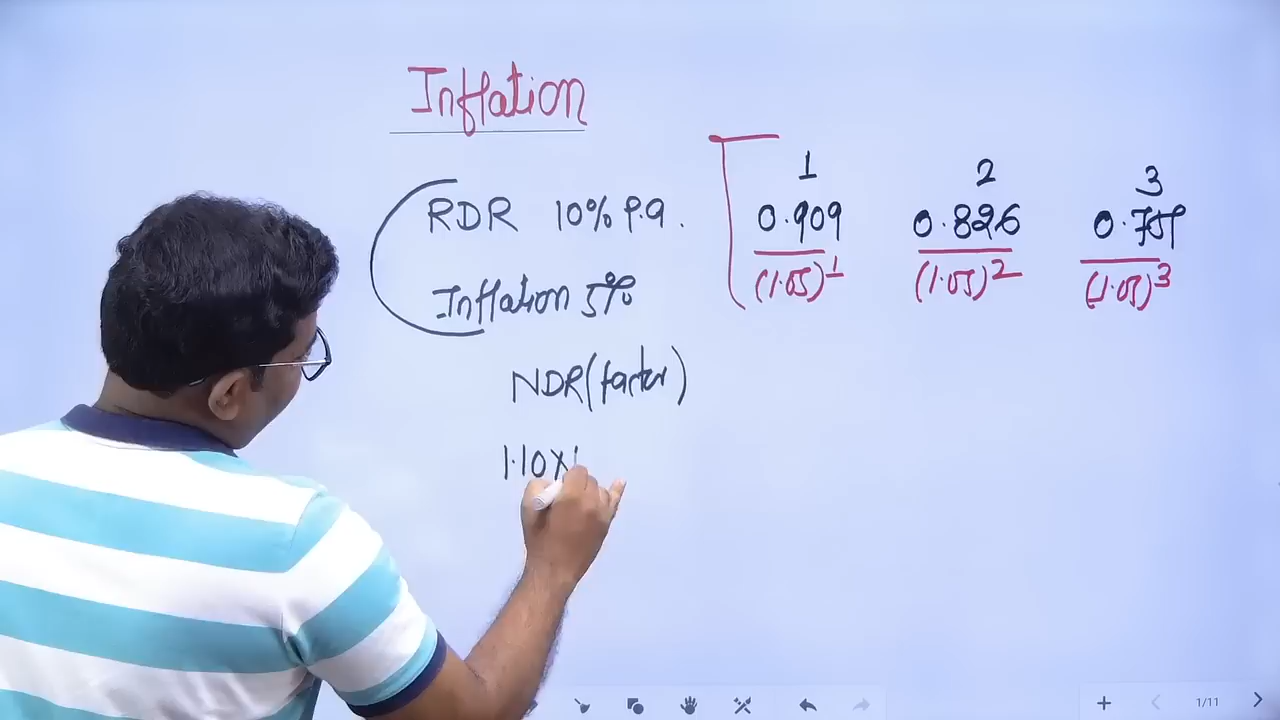 Inflation
RDR 10% P.a.
Inflation 5%
NDR (factor)
1.10 X 1
1 2 3
0.909 0.826 0.751
(1.05)^1 (1.05)^2 (1.05)^3
1/11